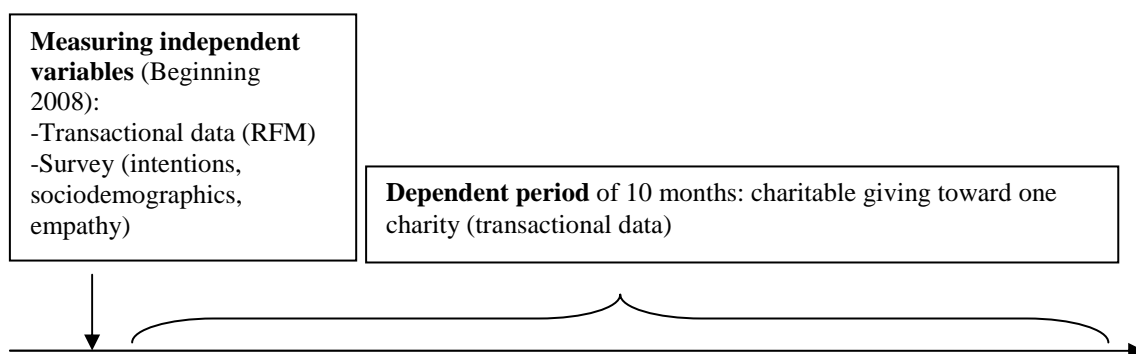 Measuring independent
variables (Beginning
2008):
-Transactional data (RFM)
-Survey (intentions,
sociodemographics,
empathy)
Dependent period of 10 months: charitable giving toward one
charity (transactional data)